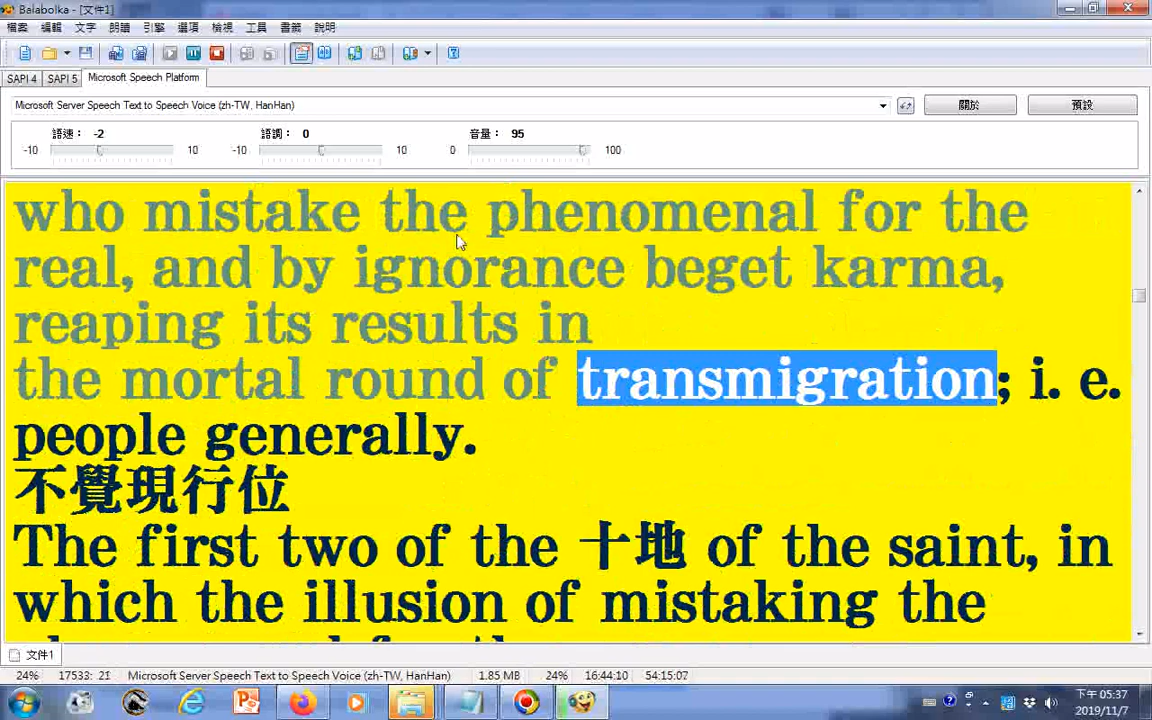 Balabolka - [文件1]
檔案 編輯 文字 朗讀 引擎 選項 檢視 工具 書籤 說明
SAPI 4 SAPI 5 Microsoft Speech Platform
Microsoft Server Speech Text to Speech Voice (zh-TW, HanHan) 關於 預設
語速： -2 語調： 0 音量： 95
-10 10 -10 10 0 100
who mistake the phenomenal for the
real, and by ignorance beget karma,
reaping its results in
the mortal round of transmigration; i. e.
people generally.
不覺現行位
The first two of the 十地 of the saint, in
which the illusion of mistaking the
文件1
24% 17533: 21 Microsoft Server Speech Text to Speech Voice (zh-TW, HanHan) 1.85 MB 24% 16:44:10 54:15:07
下午 05:37
2019/11/7